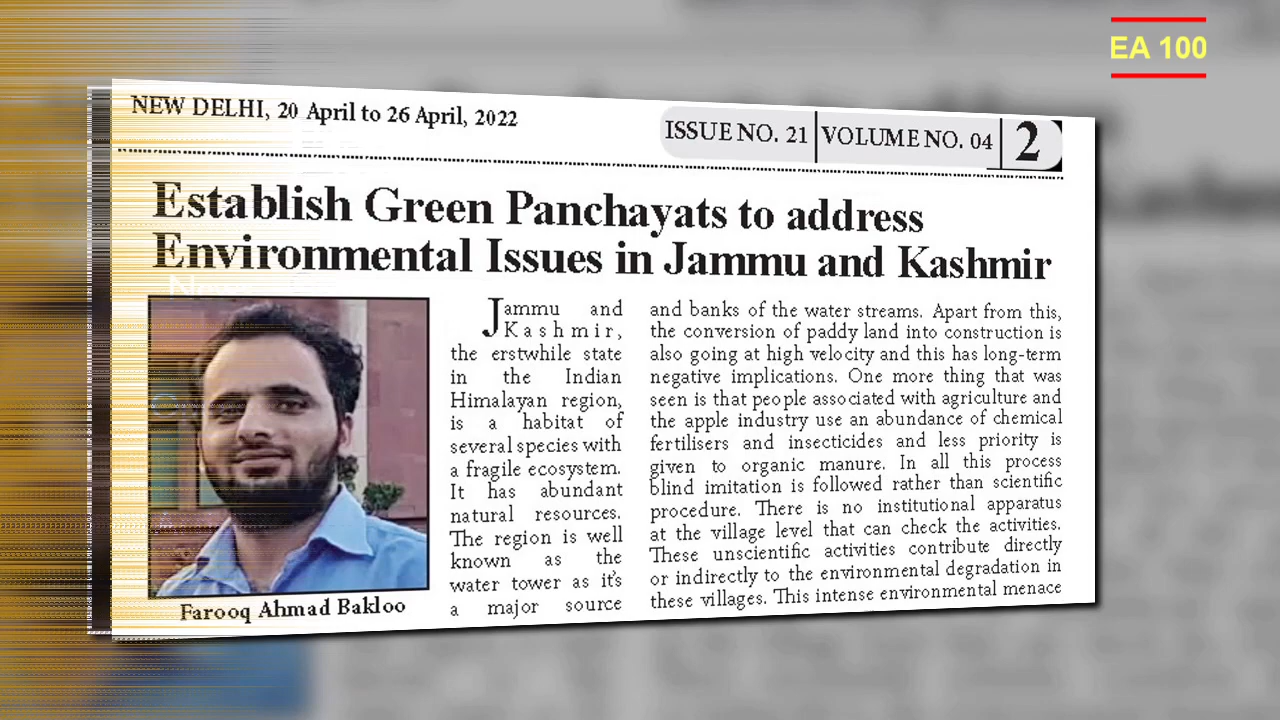 EA 100
NEW DELHI, 20 April to 26 April, 2022
ISSUE NO. 21
VOLUME NO. 04
2
Establish Green Panchayats to address
Environmental Issues in Jammu and Kashmir
Farooq Ahmad Bakloo
Jammu and
Kashmir,
the erstwhile state
in the Indian
Himalayan region,
is a habitat of
several species with
a fragile ecosystem.
It has abundant
natural resources.
The region is well
known as the
water tower as it's
a major source
and banks of the water streams. Apart from this,
the conversion of paddy land into construction is
also going at high velocity and this has long-term
negative implications. One more thing that was
seen is that people associated with agriculture and
the apple industry use an abundance of chemical
fertilisers and insecticides and less priority is
given to organic manure. In all this process
blind imitation is followed rather than scientific
procedure. There is no institutional apparatus
at the village level that can check the activities.
These unscientific activities contribute directly
or indirectly to the environmental degradation in
these villages. This intense environmental menace